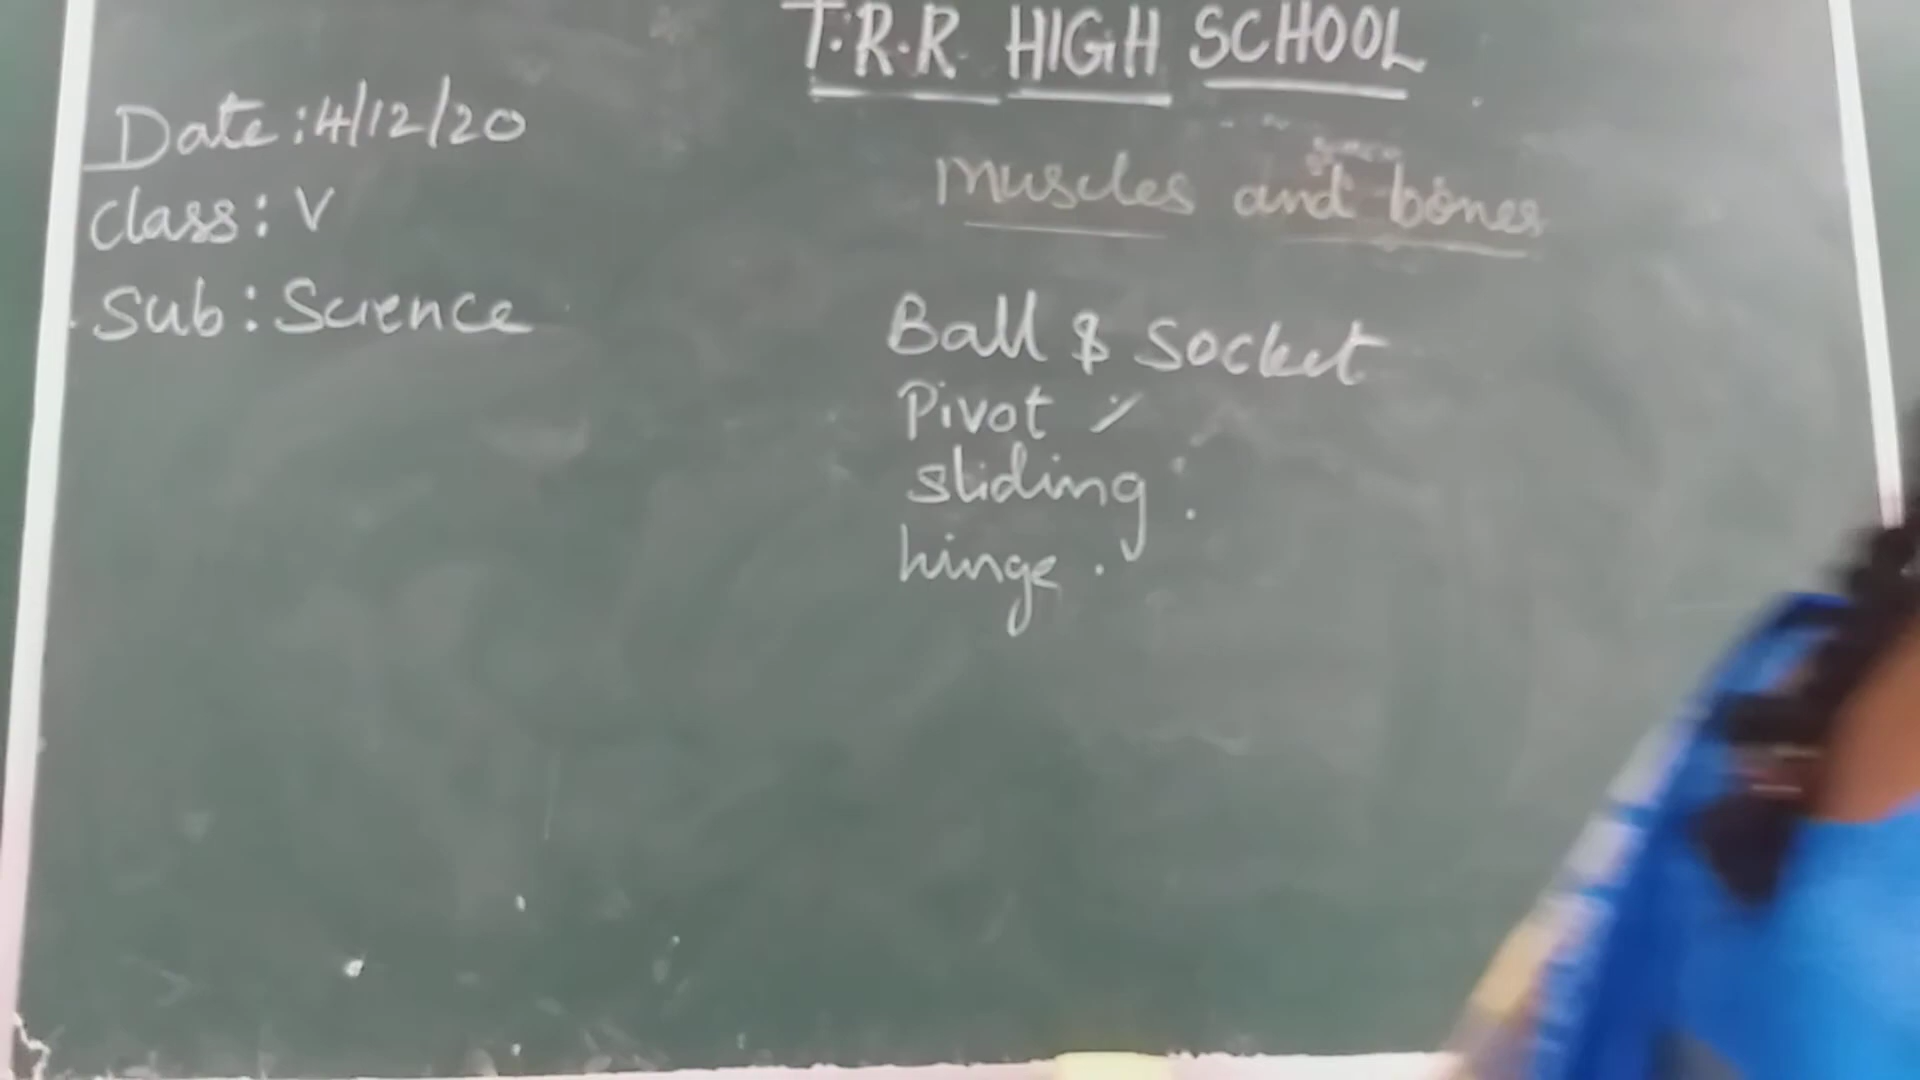 T.R.R. HIGH SCHOOL
Date : 4/12/20
Class : V
Sub : Science
Muscles and bones
Ball & Socket
Pivot
sliding
hinge .